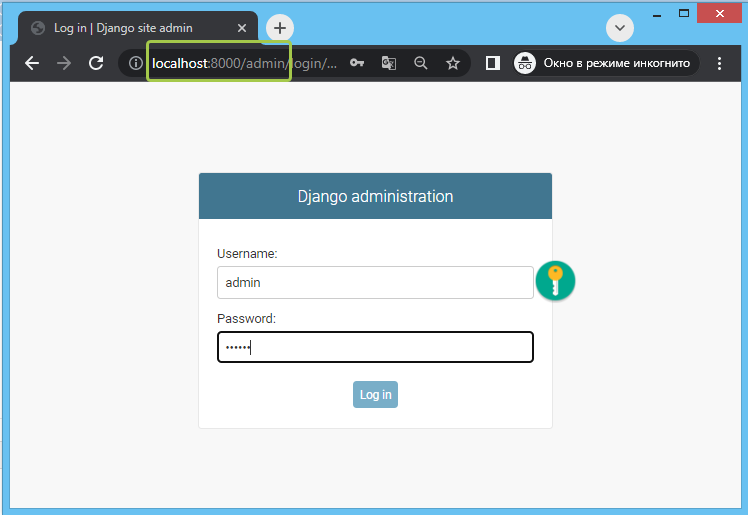 Log in | Django site admin
localhost:8000/admin/login/...
Окно в режиме инкогнито
Django administration
Username:
admin
Password:
••••••
Log in